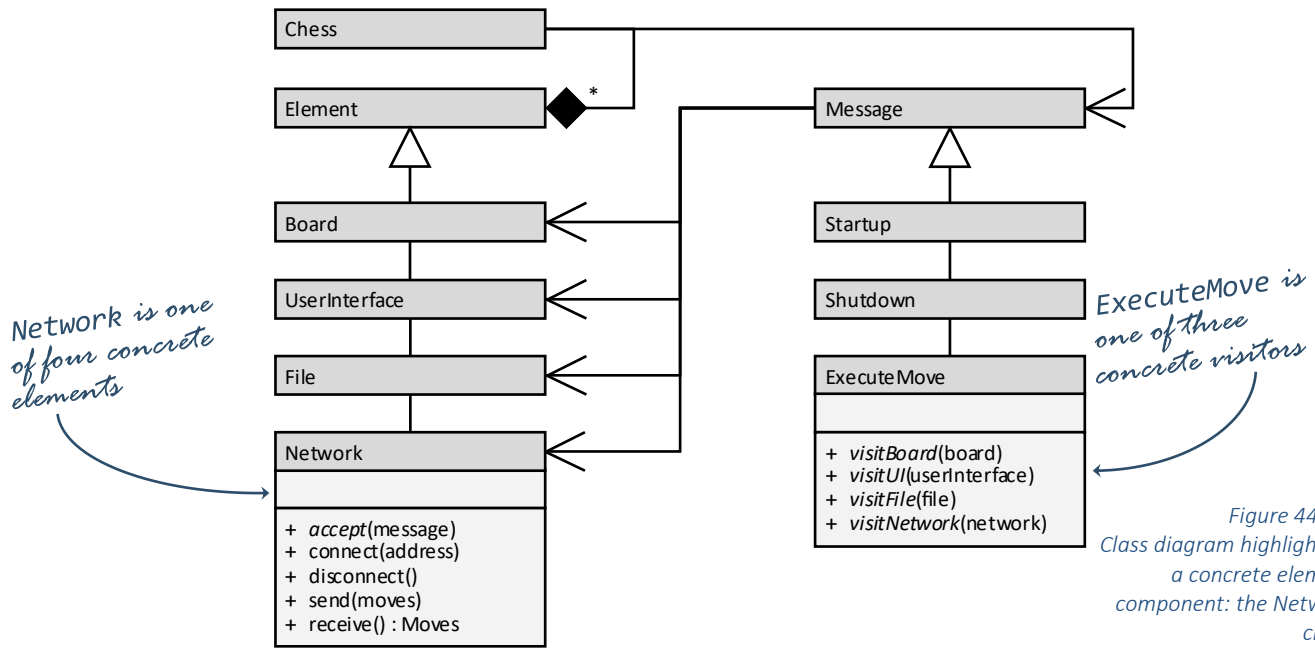 Chess
Element
*
Message
Board
Startup
UserInterface
Shutdown
File
ExecuteMove
Network
+ accept(message)
+ connect(address)
+ disconnect()
+ send(moves)
+ receive() : Moves
+ visitBoard(board)
+ visitUI(userInterface)
+ visitFile(file)
+ visitNetwork(network)
Network is one
of four concrete
elements
ExecuteMove is
one of three
concrete visitors
Figure 44
Class diagram highligh
a concrete elem
component: the Netw